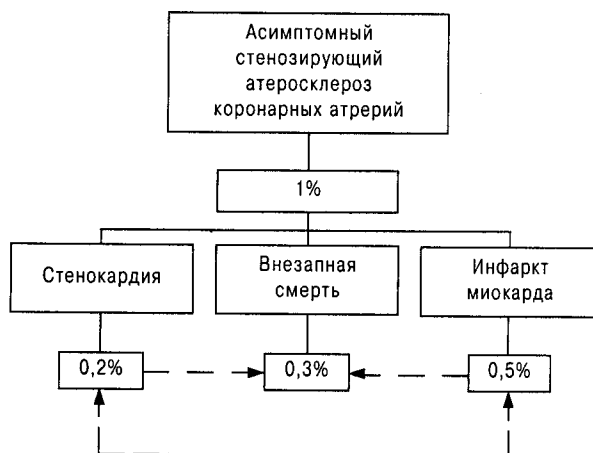 Асимптомный
стенозирующий
атеросклероз
коронарных атрерий
1%
Стенокардия
Внезапная
смерть
Инфаркт
миокарда
0,2%
0,3%
0,5%